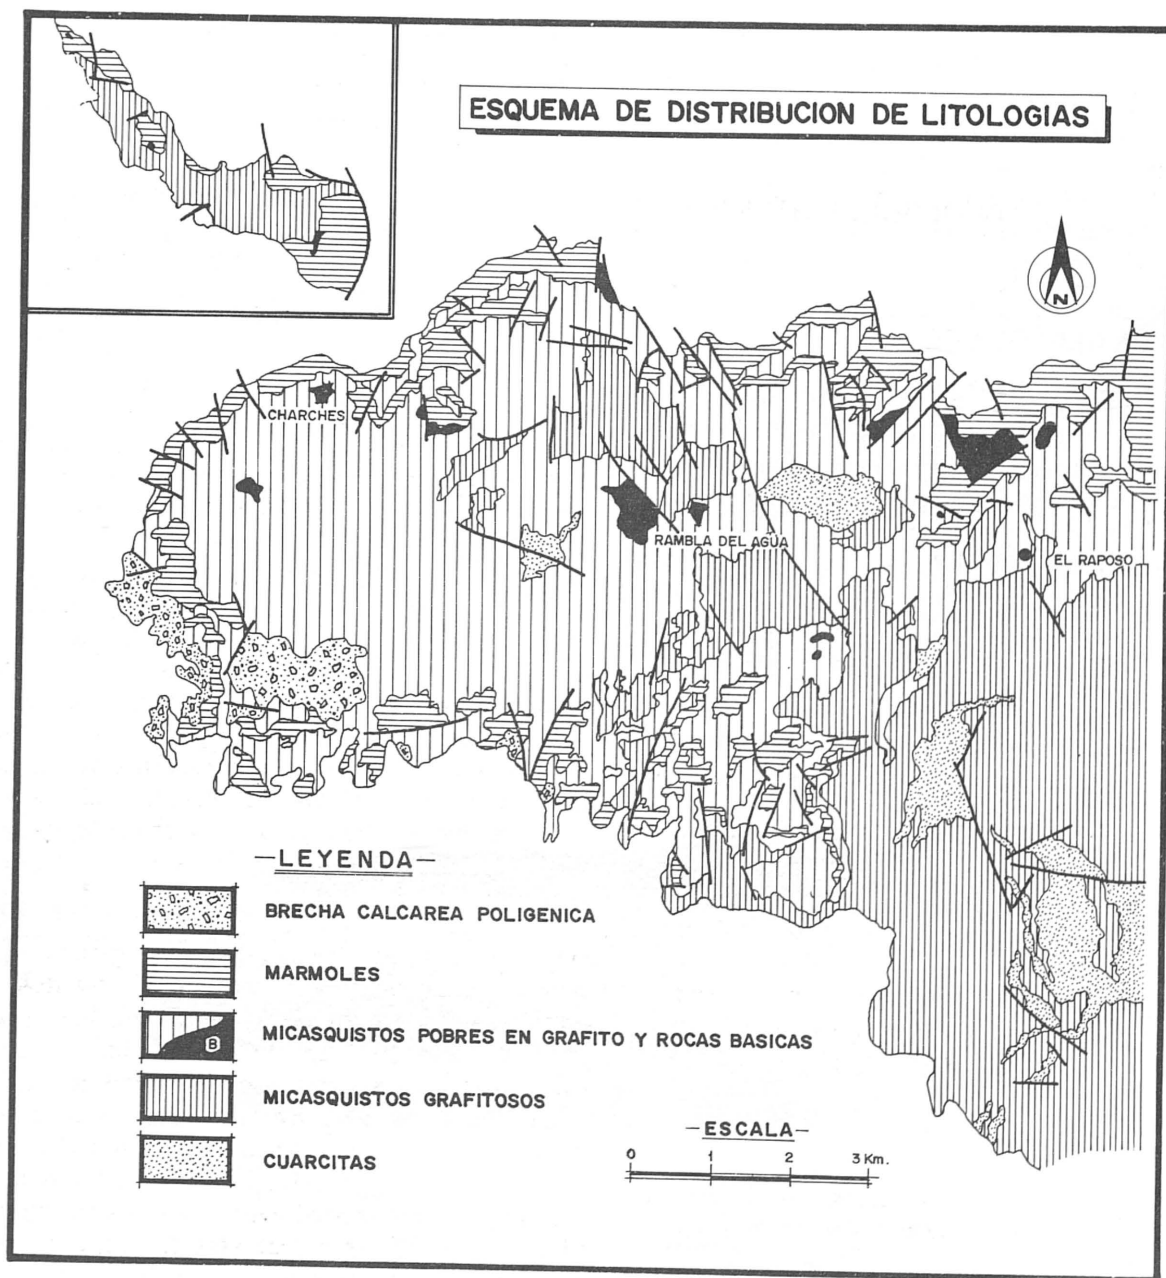 ESQUEMA DE DISTRIBUCION DE LITOLOGIAS
N
CHARCHES
RAMBLA DEL AGUA
EL RAPOSO
—LEYENDA—
BRECHA CALCAREA POLIGENICA
MARMOLES
B
MICASQUISTOS POBRES EN GRAFITO Y ROCAS BASICAS
MICASQUISTOS GRAFITOSOS
CUARCITAS
—ESCALA—
0 1 2 3 Km.